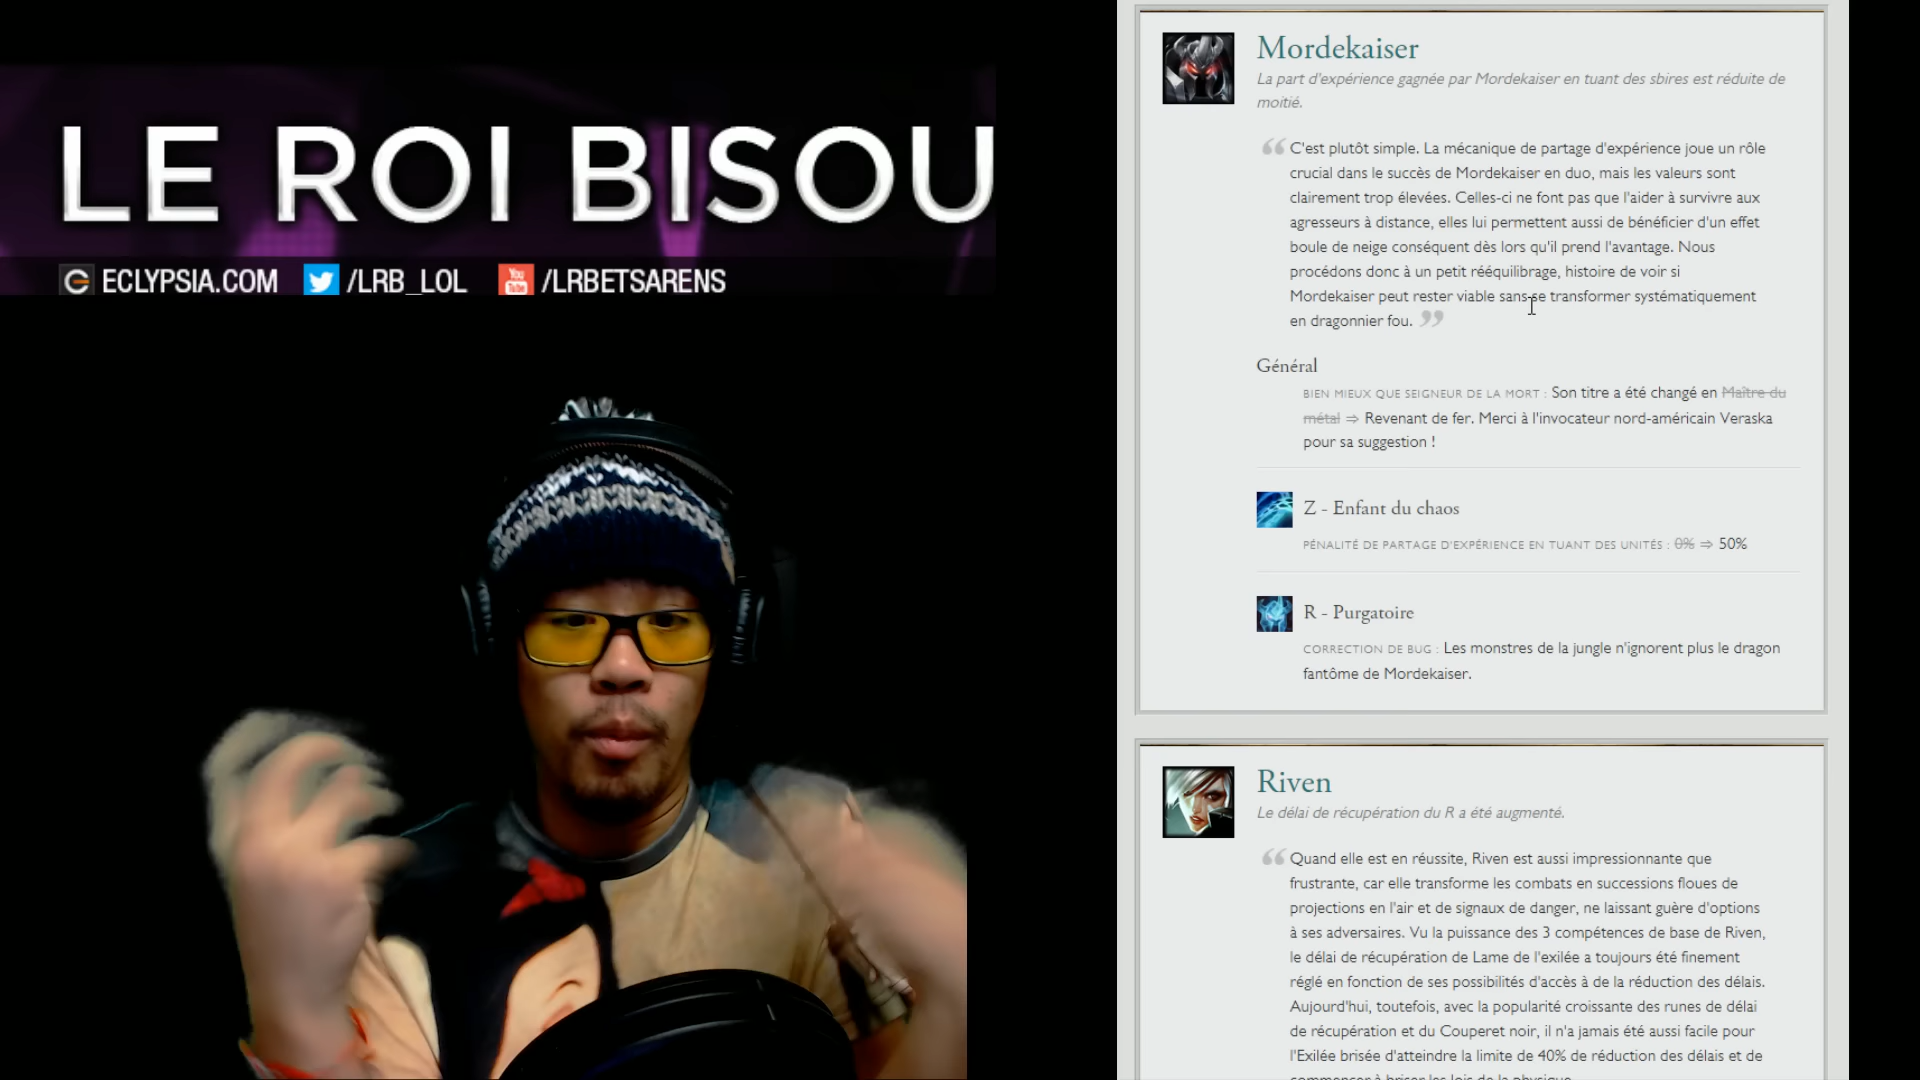 LE ROI BISOU
ECLYPSIA.COM /LRB_LOL You Tube /LRBETSARENS
Mordekaiser
La part d'expérience gagnée par Mordekaiser en tuant des sbires est réduite de
moitié.
“ C'est plutôt simple. La mécanique de partage d'expérience joue un rôle
crucial dans le succès de Mordekaiser en duo, mais les valeurs sont
clairement trop élevées. Celles-ci ne font pas que l'aider à survivre aux
agresseurs à distance, elles lui permettent aussi de bénéficier d'un effet
boule de neige conséquent dès lors qu'il prend l'avantage. Nous
procédons donc à un petit rééquilibrage, histoire de voir si
Mordekaiser peut rester viable sans se transformer systématiquement
en dragonnier fou. ”
Général
BIEN MIEUX QUE SEIGNEUR DE LA MORT : Son titre a été changé en Maître du
métal ⇒ Revenant de fer. Merci à l'invocateur nord-américain Veraska
pour sa suggestion !
Z - Enfant du chaos
PÉNALITÉ DE PARTAGE D'EXPÉRIENCE EN TUANT DES UNITÉS : 0% ⇒ 50%
R - Purgatoire
CORRECTION DE BUG : Les monstres de la jungle n'ignorent plus le dragon
fantôme de Mordekaiser.
Riven
Le délai de récupération du R a été augmenté.
“ Quand elle est en réussite, Riven est aussi impressionnante que
frustrante, car elle transforme les combats en successions floues de
projections en l'air et de signaux de danger, ne laissant guère d'options
à ses adversaires. Vu la puissance des 3 compétences de base de Riven,
le délai de récupération de Lame de l'exilée a toujours été finement
réglé en fonction de ses possibilités d'accès à de la réduction des délais.
Aujourd'hui, toutefois, avec la popularité croissante des runes de délai
de récupération et du Couperet noir, il n'a jamais été aussi facile pour
l'Exilée brisée d'atteindre la limite de 40% de réduction des délais et de
commencer à briser les lois de la physique.